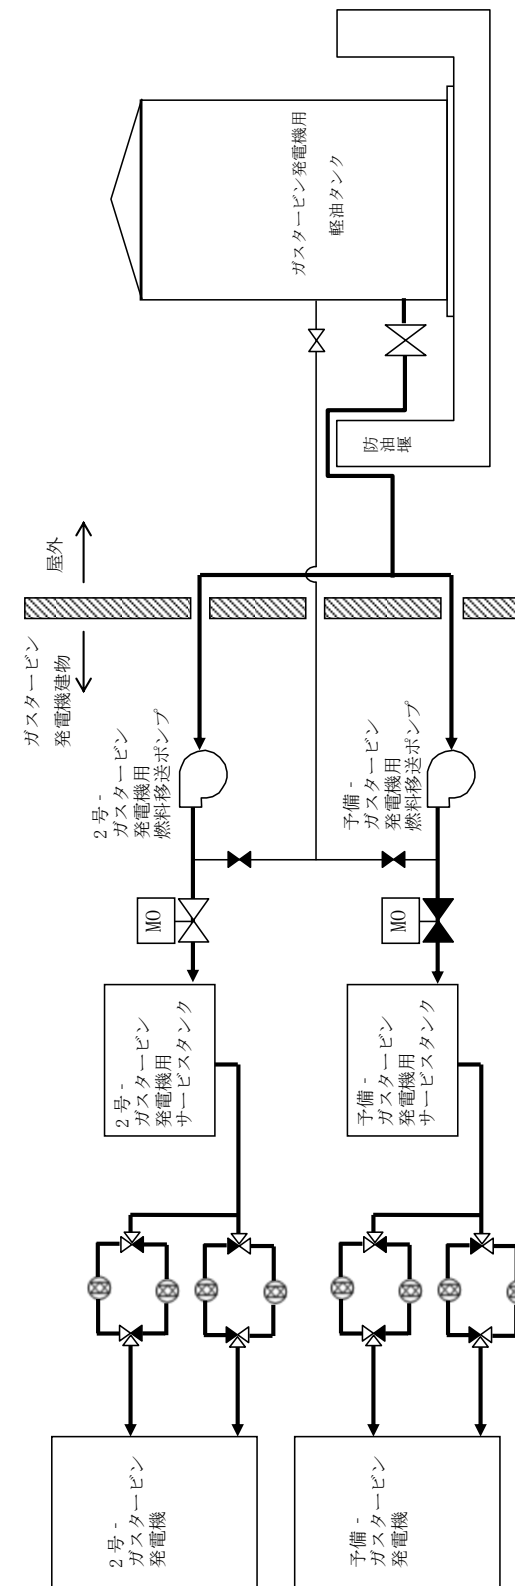 ガスタービン発電機用
軽油タンク
防
油
堰
屋外
ガスタービン
発電機建物
2号-
ガスタービン
発電機用
燃料移送ポンプ
予備-
ガスタービン
発電機用
燃料移送ポンプ
MO
MO
2号-
ガスタービン
発電機用
サービスタンク
予備-
ガスタービン
発電機用
サービスタンク
2号-
ガスタービン
発電機
予備-
ガスタービン
発電機